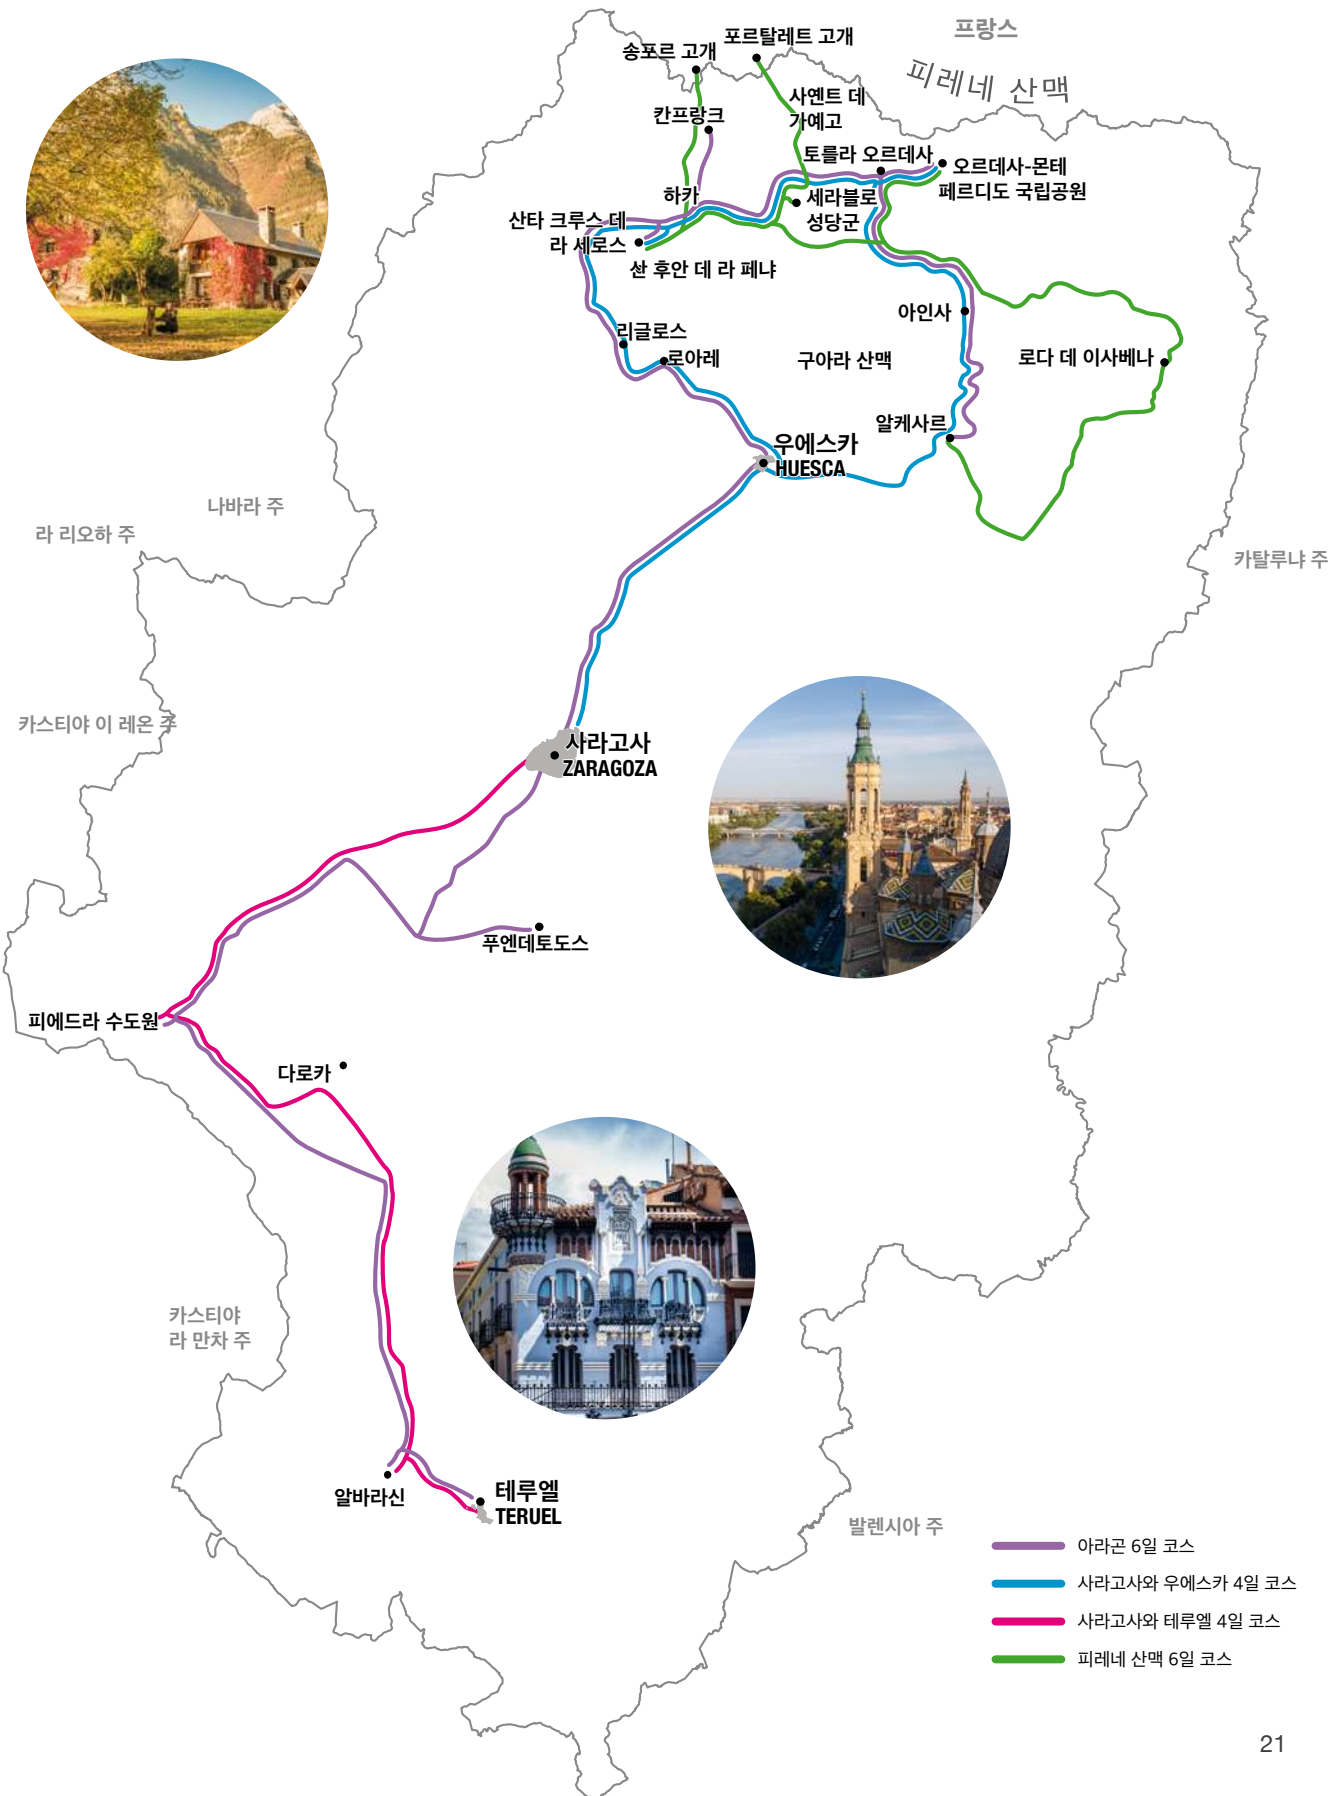 프랑스
피레네 산맥
송포르 고개
포르탈레트 고개
칸프랑크
사옌트 데
가예고
토를라 오르데사
오르데사-몬테
페르디도 국립공원
하카
세라블로
성당군
산타 크루스 데
라 세로스
산 후안 데 라 페냐
리글로스
로아레
아인사
구아라 산맥
로다 데 이사베나
알케사르
우에스카
HUESCA
나바라 주
라 리오하 주
카탈루냐 주
카스티야 이 레온 주
사라고사
ZARAGOZA
푸엔데토도스
피에드라 수도원
다로카
카스티야
라 만차 주
알바라신
테루엘
TERUEL
발렌시아 주
아라곤 6일 코스
사라고사와 우에스카 4일 코스
사라고사와 테루엘 4일 코스
피레네 산맥 6일 코스
21